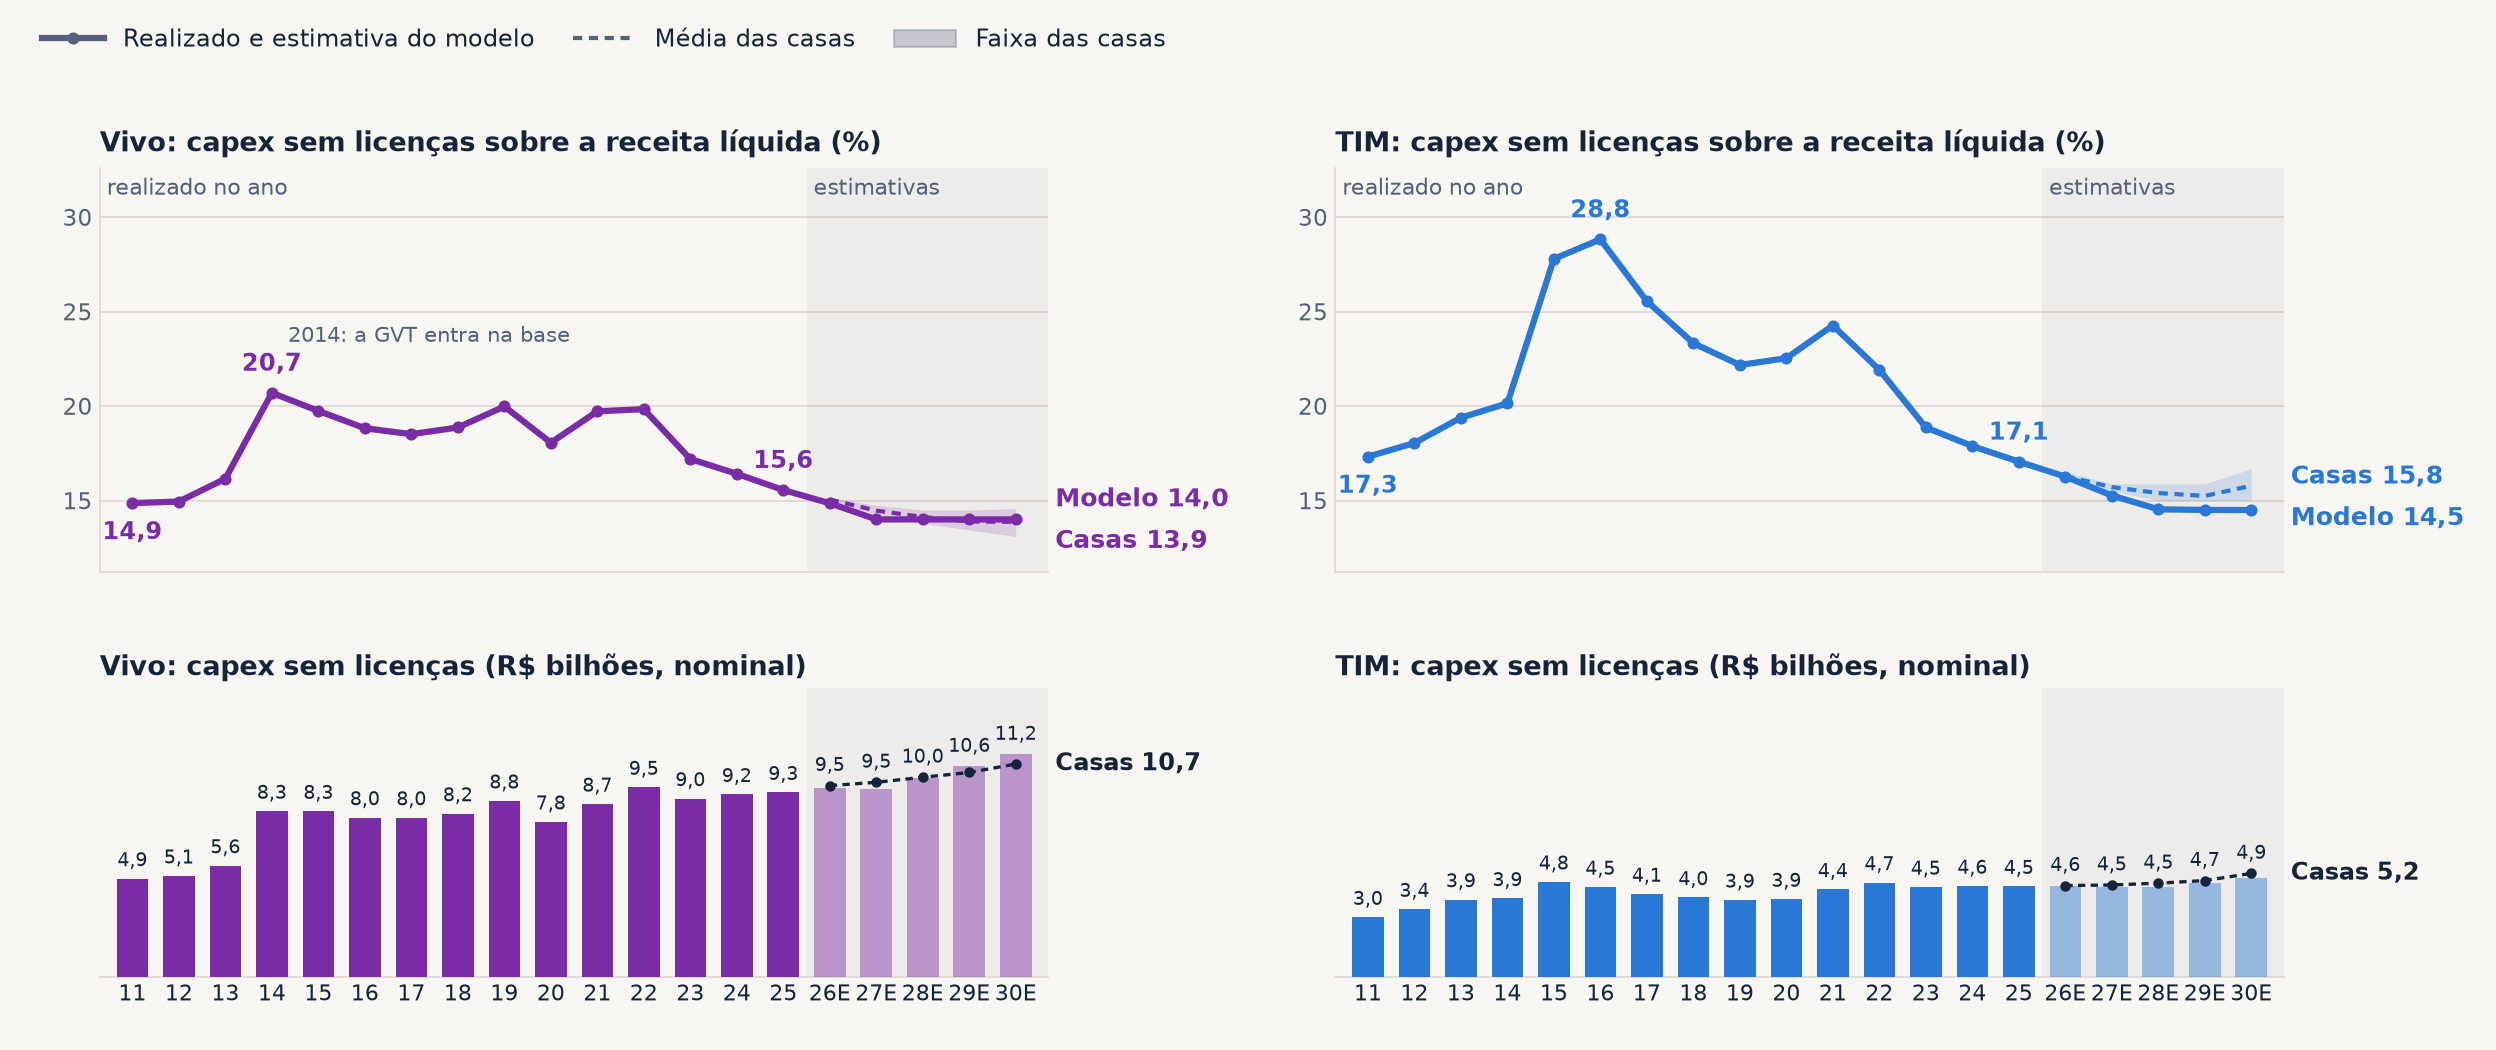 Realizado e estimativa do modelo
Média das casas
Faixa das casas
Vivo: capex sem licenças sobre a receita líquida (%)
realizado no ano
estimativas
30
25
20
15
2014: a GVT entra na base
20,7
15,6
14,9
Modelo 14,0
Casas 13,9
TIM: capex sem licenças sobre a receita líquida (%)
realizado no ano
estimativas
30
25
20
15
28,8
17,1
17,3
Casas 15,8
Modelo 14,5
Vivo: capex sem licenças (R$ bilhões, nominal)
4,9 5,1 5,6 8,3 8,3 8,0 8,0 8,2 8,8 7,8 8,7 9,5 9,0 9,2 9,3 9,5 9,5 10,0 10,6 11,2
Casas 10,7
11 12 13 14 15 16 17 18 19 20 21 22 23 24 25 26E 27E 28E 29E 30E
TIM: capex sem licenças (R$ bilhões, nominal)
3,0 3,4 3,9 3,9 4,8 4,5 4,1 4,0 3,9 3,9 4,4 4,7 4,5 4,6 4,5 4,6 4,5 4,5 4,7 4,9
Casas 5,2
11 12 13 14 15 16 17 18 19 20 21 22 23 24 25 26E 27E 28E 29E 30E